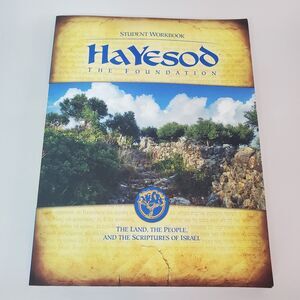 STUDENT WORKBOOK
HAYESOD
THE FOUNDATION
THE LAND, THE PEOPLE,
AND THE SCRIPTURES OF ISRAEL